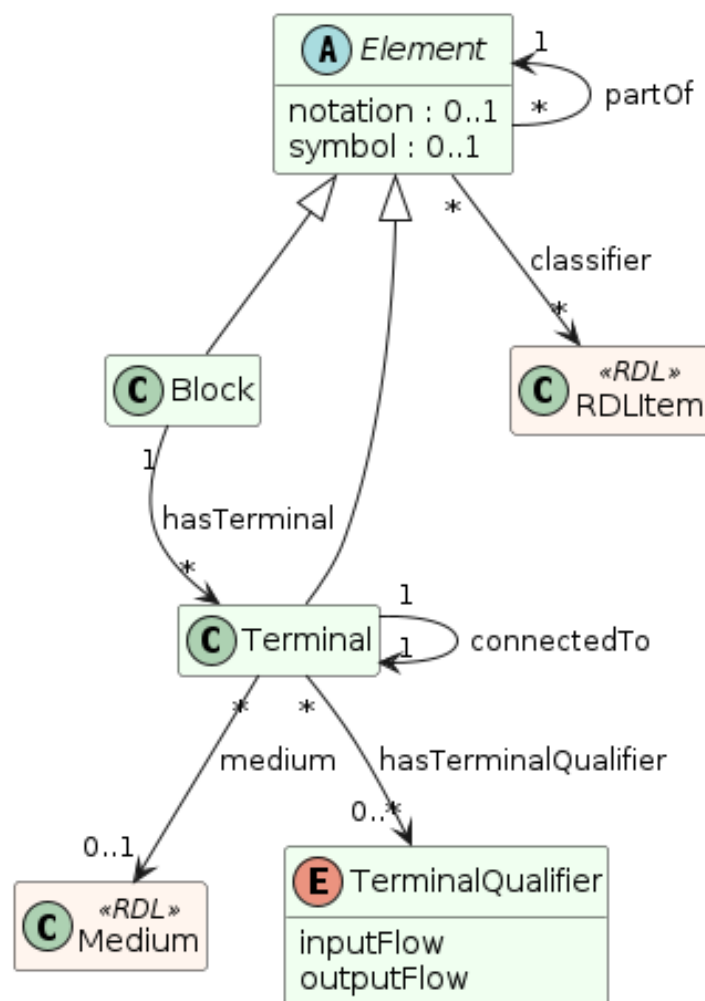 A Element
notation : 0..1
symbol : 0..1
1
*
partOf
*
classifier
*
C Block
C «RDL»
RDLItem
1
hasTerminal
*
C Terminal
1
1
connectedTo
*
*
medium
hasTerminalQualifier
0..1
0..*
C «RDL»
Medium
E TerminalQualifier
inputFlow
outputFlow